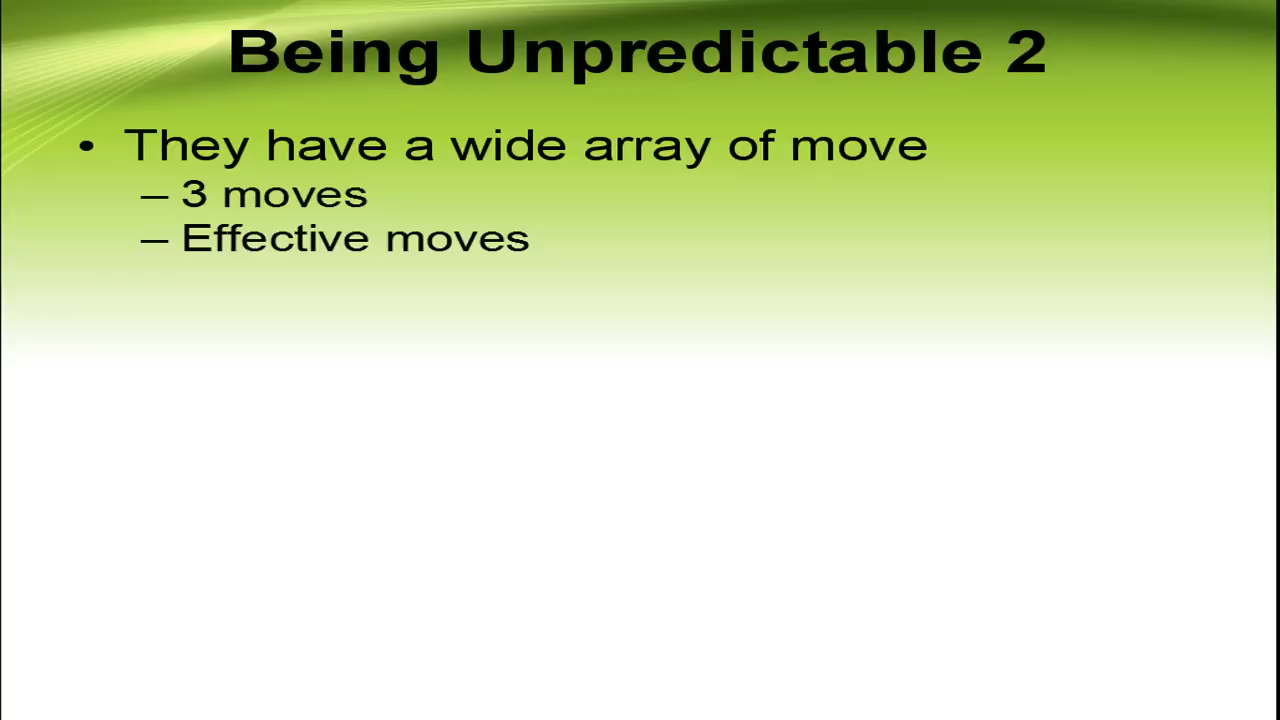 Being Unpredictable 2
• They have a wide array of move
– 3 moves
– Effective moves